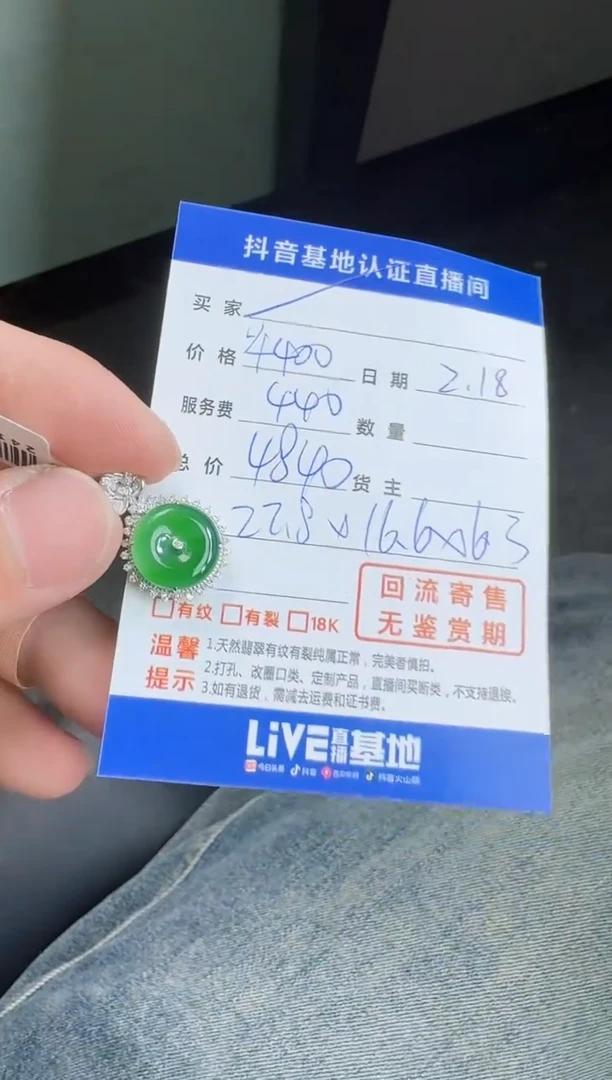 抖音基地认证直播间
买家
价格 4400 日期 2.18
服务费 440 数量
总价 4840 货主
22.8 x 16.6 x 6.3
回流寄售
无鉴赏期
□有纹 □有裂 □18K
温馨提示
1.天然翡翠有纹有裂纯属正常，完美者慎拍。
2.打孔、改墨口类、定制产品，直播间买断类，不支持退换。
3.如有退货，需减去运费和证书费。
LiVE直播基地
今日头条 抖音 西瓜视频 抖音火山版